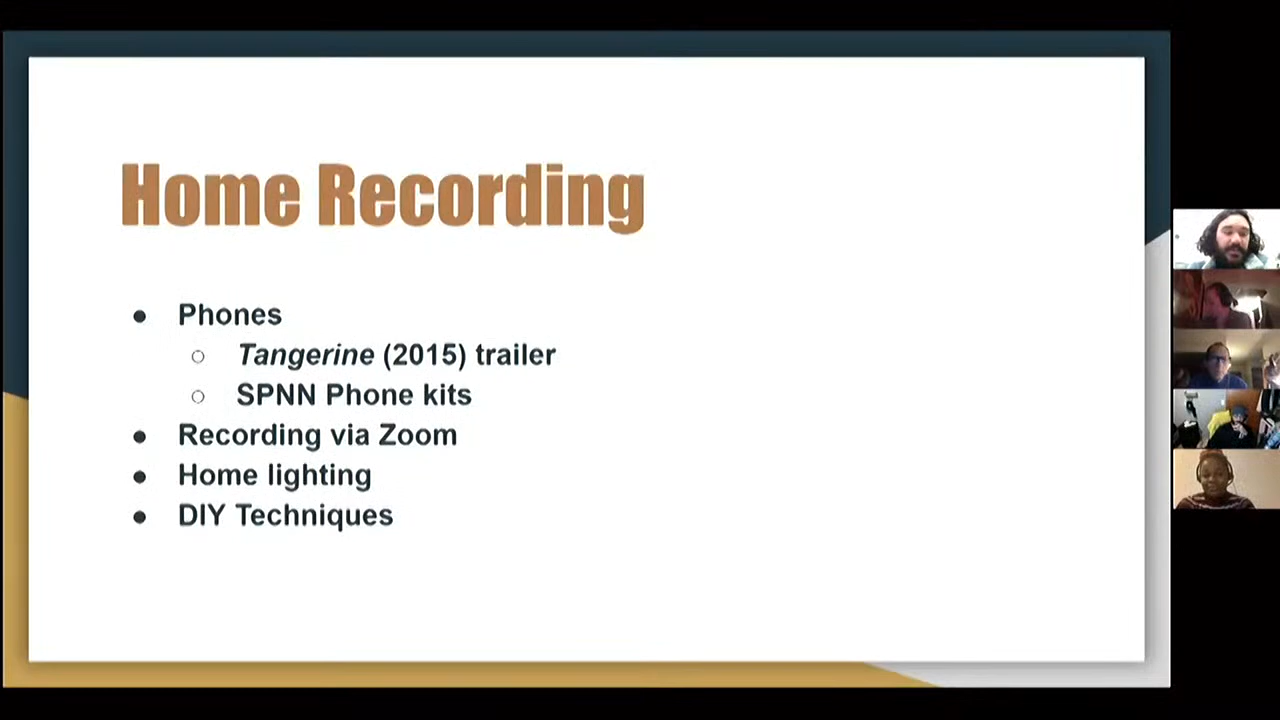 Home Recording
● Phones
○ Tangerine (2015) trailer
○ SPNN Phone kits
● Recording via Zoom
● Home lighting
● DIY Techniques